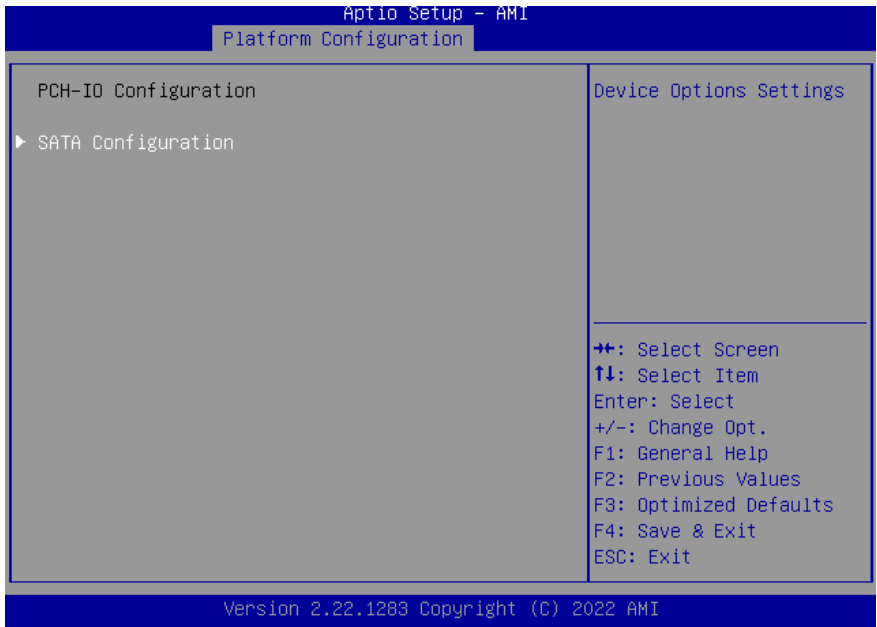 Aptio Setup – AMI
Platform Configuration
PCH-IO Configuration
SATA Configuration
Device Options Settings
→←: Select Screen
↑↓: Select Item
Enter: Select
+/-: Change Opt.
F1: General Help
F2: Previous Values
F3: Optimized Defaults
F4: Save & Exit
ESC: Exit
Version 2.22.1283 Copyright (C) 2022 AMI